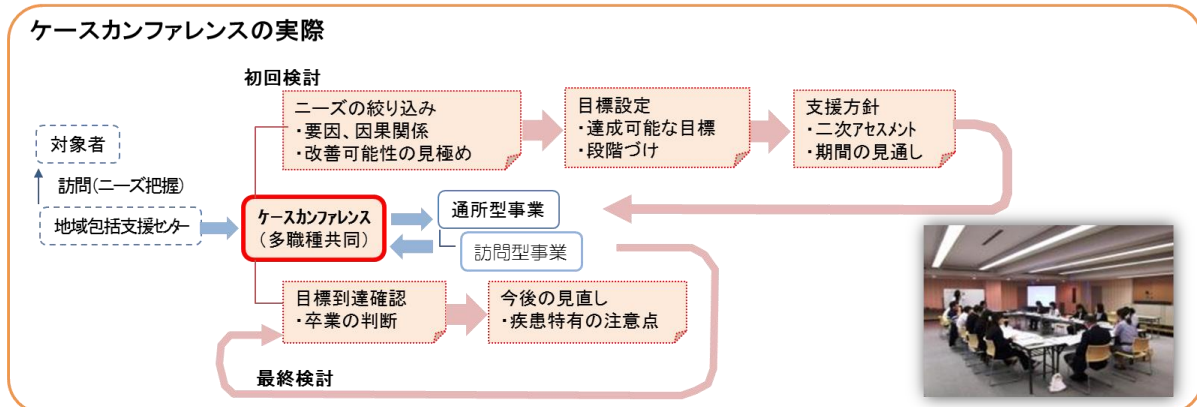 ケースカンファレンスの実際
初回検討
ニーズの絞り込み
・要因、因果関係
・改善可能性の見極め
目標設定
・達成可能な目標
・段階づけ
支援方針
・二次アセスメント
・期間の見通し
対象者
訪問(ニーズ把握)
地域包括支援センター
ケースカンファレンス
（多職種共同）
通所型事業
訪問型事業
目標到達確認
・卒業の判断
今後の見直し
・疾患特有の注意点
最終検討